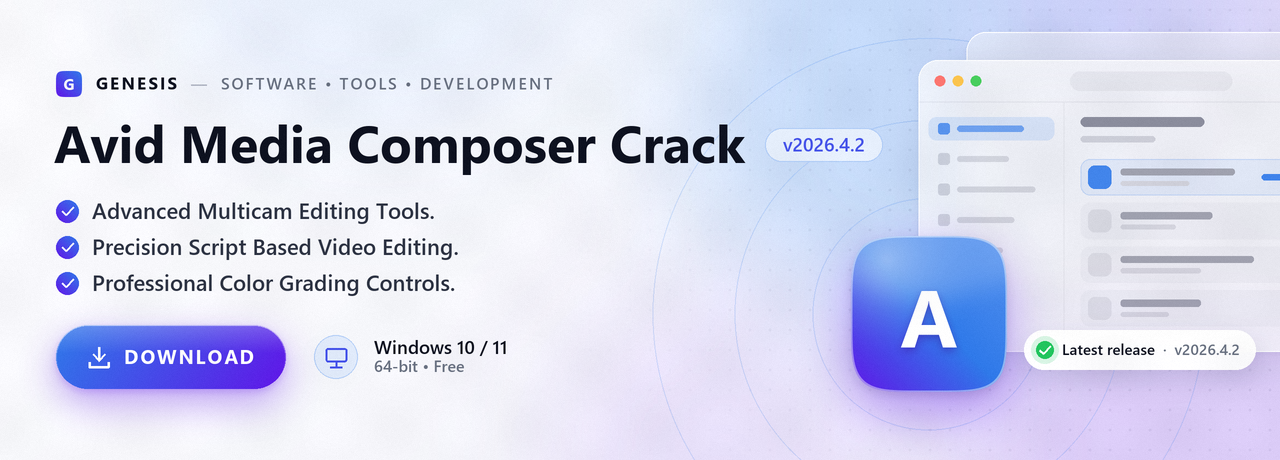 G GENESIS — SOFTWARE • TOOLS • DEVELOPMENT
Avid Media Composer Crack v2026.4.2
Advanced Multicam Editing Tools.
Precision Script Based Video Editing.
Professional Color Grading Controls.
DOWNLOAD
Windows 10 / 11
64-bit • Free
A
Latest release · v2026.4.2